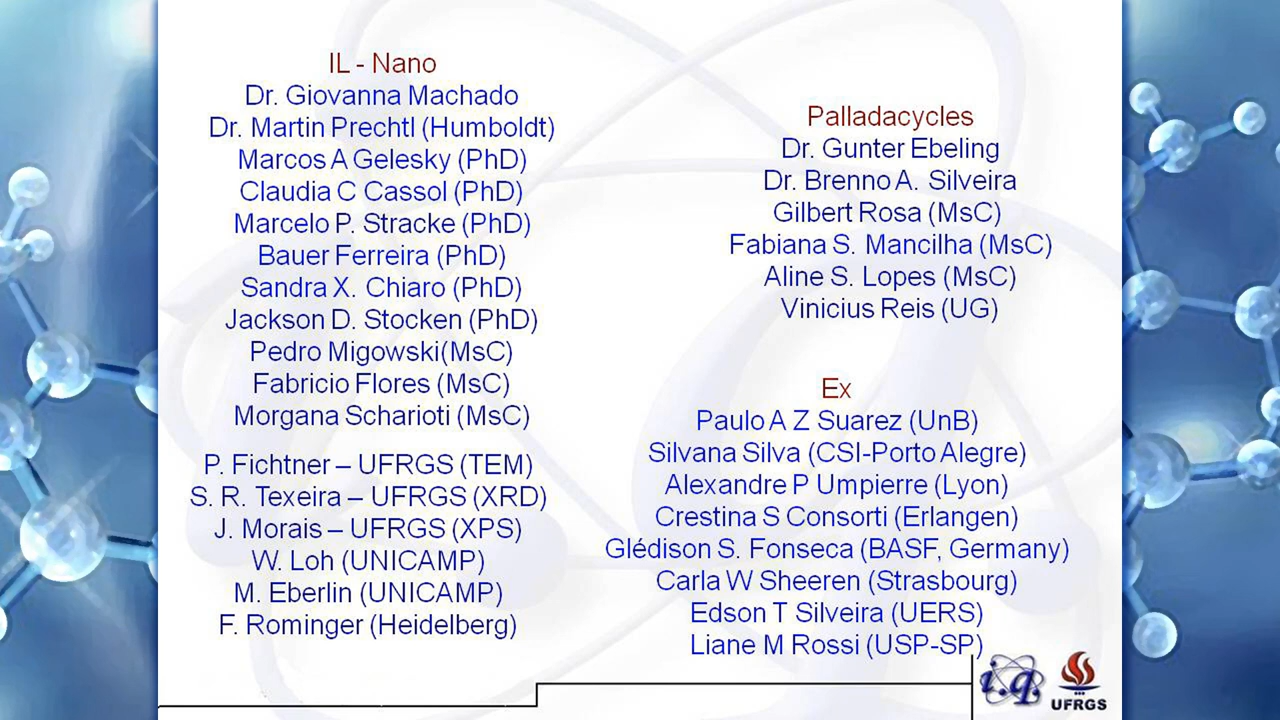 IL - Nano
Dr. Giovanna Machado
Dr. Martin Prechtl (Humboldt)
Marcos A Gelesky (PhD)
Claudia C Cassol (PhD)
Marcelo P. Stracke (PhD)
Bauer Ferreira (PhD)
Sandra X. Chiaro (PhD)
Jackson D. Stocken (PhD)
Pedro Migowski(MsC)
Fabricio Flores (MsC)
Morgana Scharioti (MsC)
P. Fichtner – UFRGS (TEM)
S. R. Texeira – UFRGS (XRD)
J. Morais – UFRGS (XPS)
W. Loh (UNICAMP)
M. Eberlin (UNICAMP)
F. Rominger (Heidelberg)
Palladacycles
Dr. Gunter Ebeling
Dr. Brenno A. Silveira
Gilbert Rosa (MsC)
Fabiana S. Mancilha (MsC)
Aline S. Lopes (MsC)
Vinicius Reis (UG)
Ex
Paulo A Z Suarez (UnB)
Silvana Silva (CSI-Porto Alegre)
Alexandre P Umpierre (Lyon)
Crestina S Consorti (Erlangen)
Glédison S. Fonseca (BASF, Germany)
Carla W Sheeren (Strasbourg)
Edson T Silveira (UERS)
Liane M Rossi (USP-SP)
i.q.
UFRGS